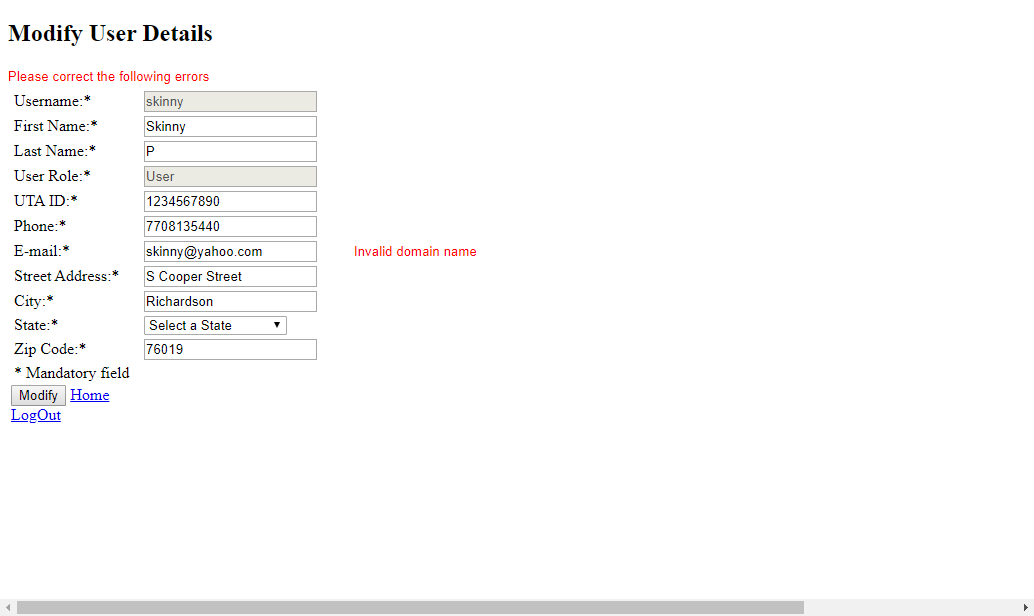 Modify User Details
Please correct the following errors
Username:* skinny
First Name:* Skinny
Last Name:* P
User Role:* User
UTA ID:* 1234567890
Phone:* 7708135440
E-mail:* skinny@yahoo.com Invalid domain name
Street Address:* S Cooper Street
City:* Richardson
State:* Select a State
Zip Code:* 76019
* Mandatory field
Modify Home
LogOut